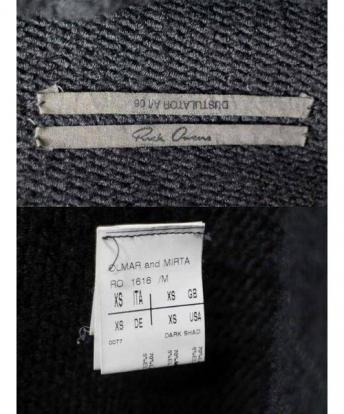 DUSTULATOR A/I 06
Rick Owens
OLMAR and MIRTA
RO 1616 /M
XS ITA XS GB
XS DE XS USA
0077 DARK SHAD